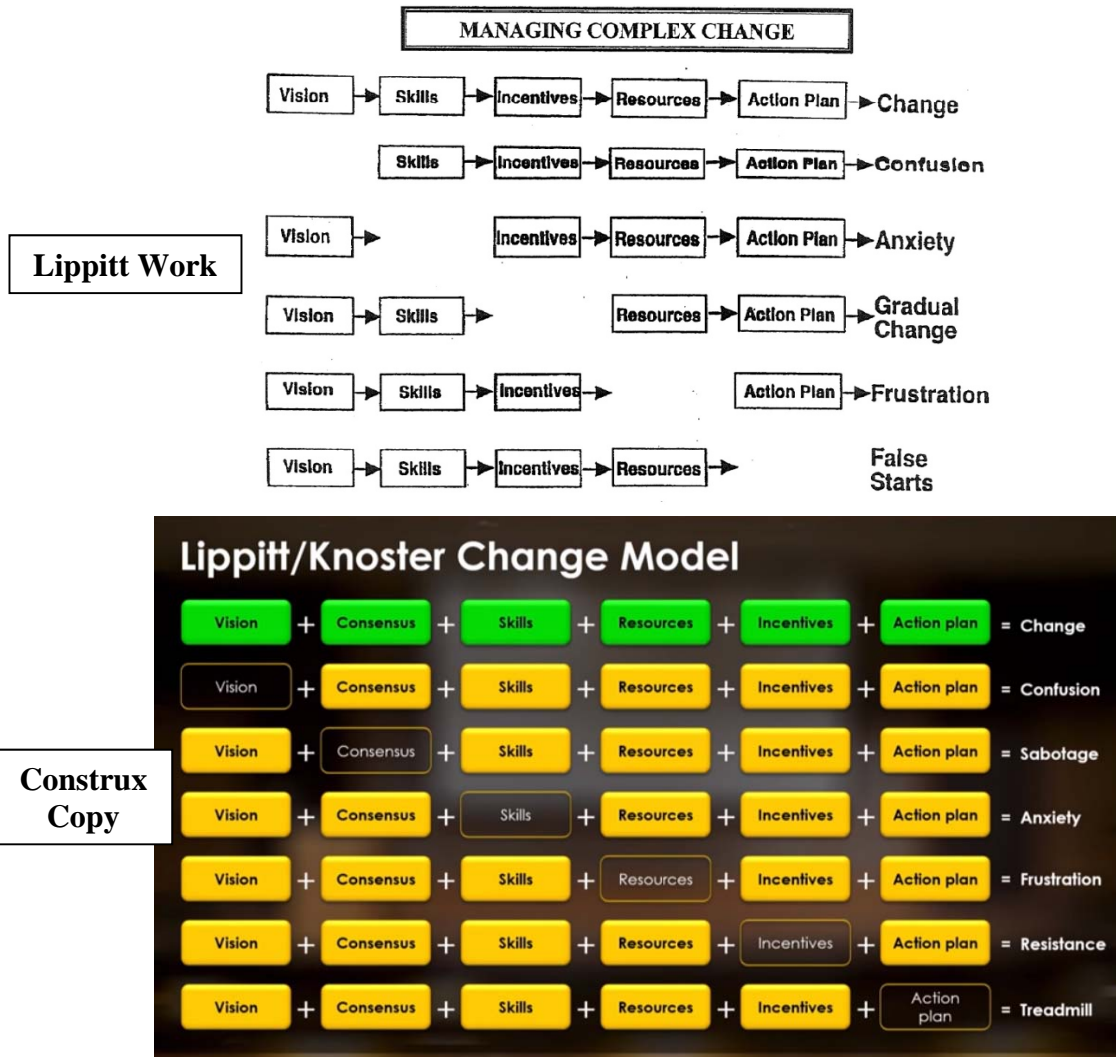 MANAGING COMPLEX CHANGE
Vision Skills Incentives Resources Action Plan Change
Skills Incentives Resources Action Plan Confusion
Vision Incentives Resources Action Plan Anxiety
Lippitt Work
Vision Skills Resources Action Plan Gradual
Change
Vision Skills Incentives Action Plan Frustration
Vision Skills Incentives Resources False
Starts
Lippitt/Knoster Change Model
Vision + Consensus + Skills + Resources + Incentives + Action plan = Change
Vision + Consensus + Skills + Resources + Incentives + Action plan = Confusion
Vision + Consensus + Skills + Resources + Incentives + Action plan = Sabotage
Construx
Copy
Vision + Consensus + Skills + Resources + Incentives + Action plan = Anxiety
Vision + Consensus + Skills + Resources + Incentives + Action plan = Frustration
Vision + Consensus + Skills + Resources + Incentives + Action plan = Resistance
Vision + Consensus + Skills + Resources + Incentives + Action
plan = Treadmill